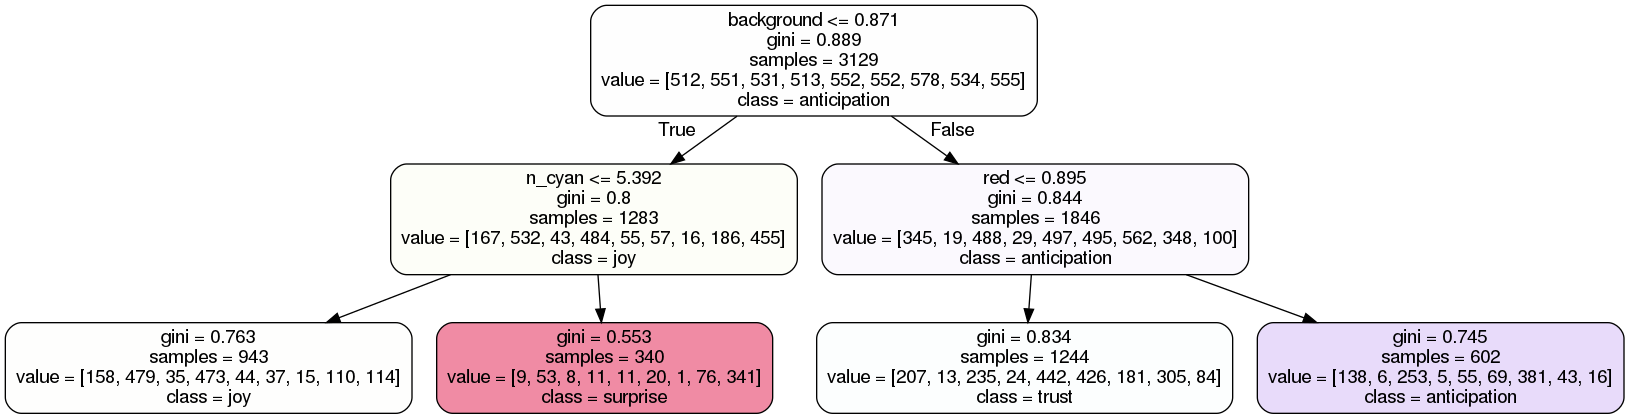 background <= 0.871
gini = 0.889
samples = 3129
value = [512, 551, 531, 513, 552, 552, 578, 534, 555]
class = anticipation
True
False
n_cyan <= 5.392
gini = 0.8
samples = 1283
value = [167, 532, 43, 484, 55, 57, 16, 186, 455]
class = joy
red <= 0.895
gini = 0.844
samples = 1846
value = [345, 19, 488, 29, 497, 495, 562, 348, 100]
class = anticipation
gini = 0.763
samples = 943
value = [158, 479, 35, 473, 44, 37, 15, 110, 114]
class = joy
gini = 0.553
samples = 340
value = [9, 53, 8, 11, 11, 20, 1, 76, 341]
class = surprise
gini = 0.834
samples = 1244
value = [207, 13, 235, 24, 442, 426, 181, 305, 84]
class = trust
gini = 0.745
samples = 602
value = [138, 6, 253, 5, 55, 69, 381, 43, 16]
class = anticipation